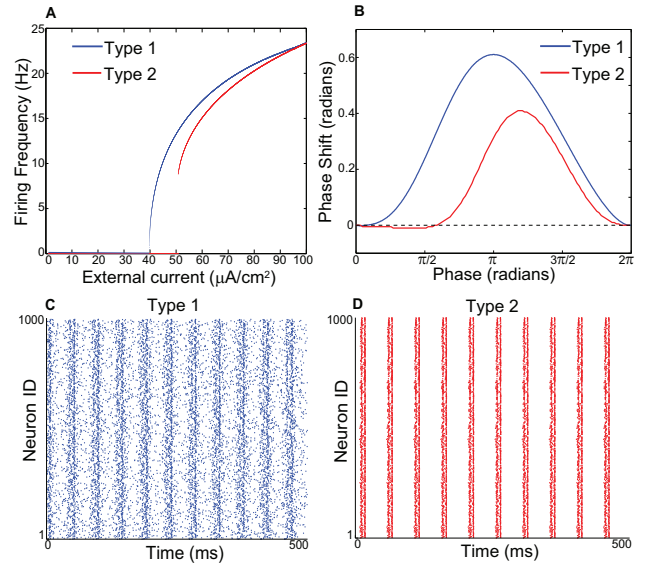 A
Type 1
Type 2
Firing Frequency (Hz)
25
20
15
10
5
0
0 10 20 30 40 50 60 70 80 90 100
External current (μA/cm²)
B
Type 1
Type 2
Phase Shift (radians)
0.6
0.4
0.2
0
0 π/2 π 3π/2 2π
Phase (radians)
C
Type 1
Neuron ID
1000
1
0 500
Time (ms)
D
Type 2
Neuron ID
1000
1
0 500
Time (ms)